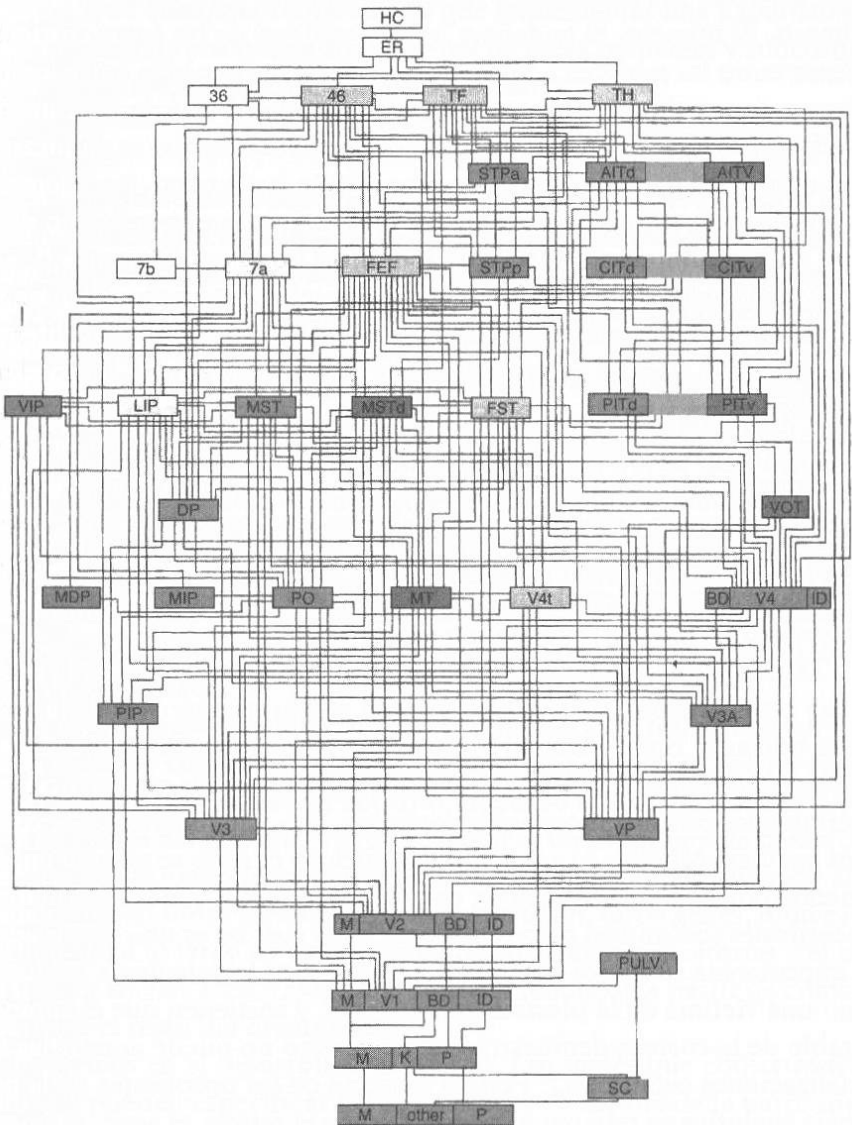 HC
ER
36 46 TF TH
STPa AITd AITv
7b 7a FEF STPp CITd CITv
VIP LIP MST MSTd FST PITd PITv
DP VOT
MDP MIP PO MT V4t BD V4 ID
PIP V3A
V3 VP
M V2 BD ID
PULV.
M V1 BD ID
M K P
SC
M other P